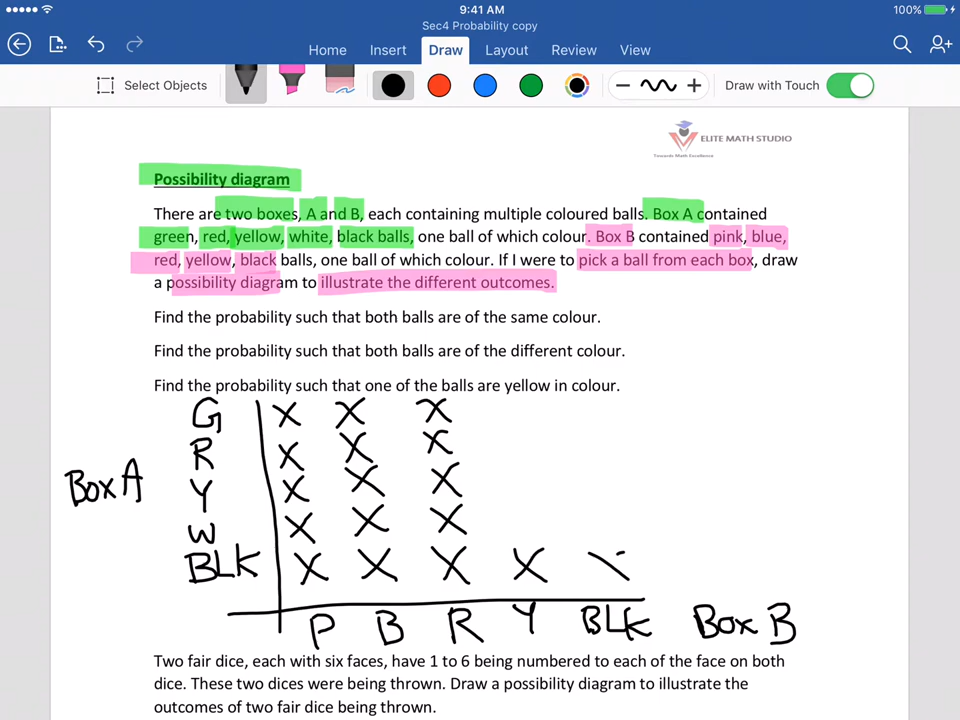 9:41 AM
100%
Sec4 Probability copy
Home Insert Draw Layout Review View
Select Objects
Draw with Touch
ELITE MATH STUDIO
Towards Math Excellence
Possibility diagram
There are two boxes, A and B, each containing multiple coloured balls. Box A contained
green, red, yellow, white, black balls, one ball of which colour. Box B contained pink, blue,
red, yellow, black balls, one ball of which colour. If I were to pick a ball from each box, draw
a possibility diagram to illustrate the different outcomes.
Find the probability such that both balls are of the same colour.
Find the probability such that both balls are of the different colour.
Find the probability such that one of the balls are yellow in colour.
G X X X
R X X X
Box A Y X X X
W X X X
BLK X X X X X
P B R Y BLK Box B
Two fair dice, each with six faces, have 1 to 6 being numbered to each of the face on both
dice. These two dices were being thrown. Draw a possibility diagram to illustrate the
outcomes of two fair dice being thrown.